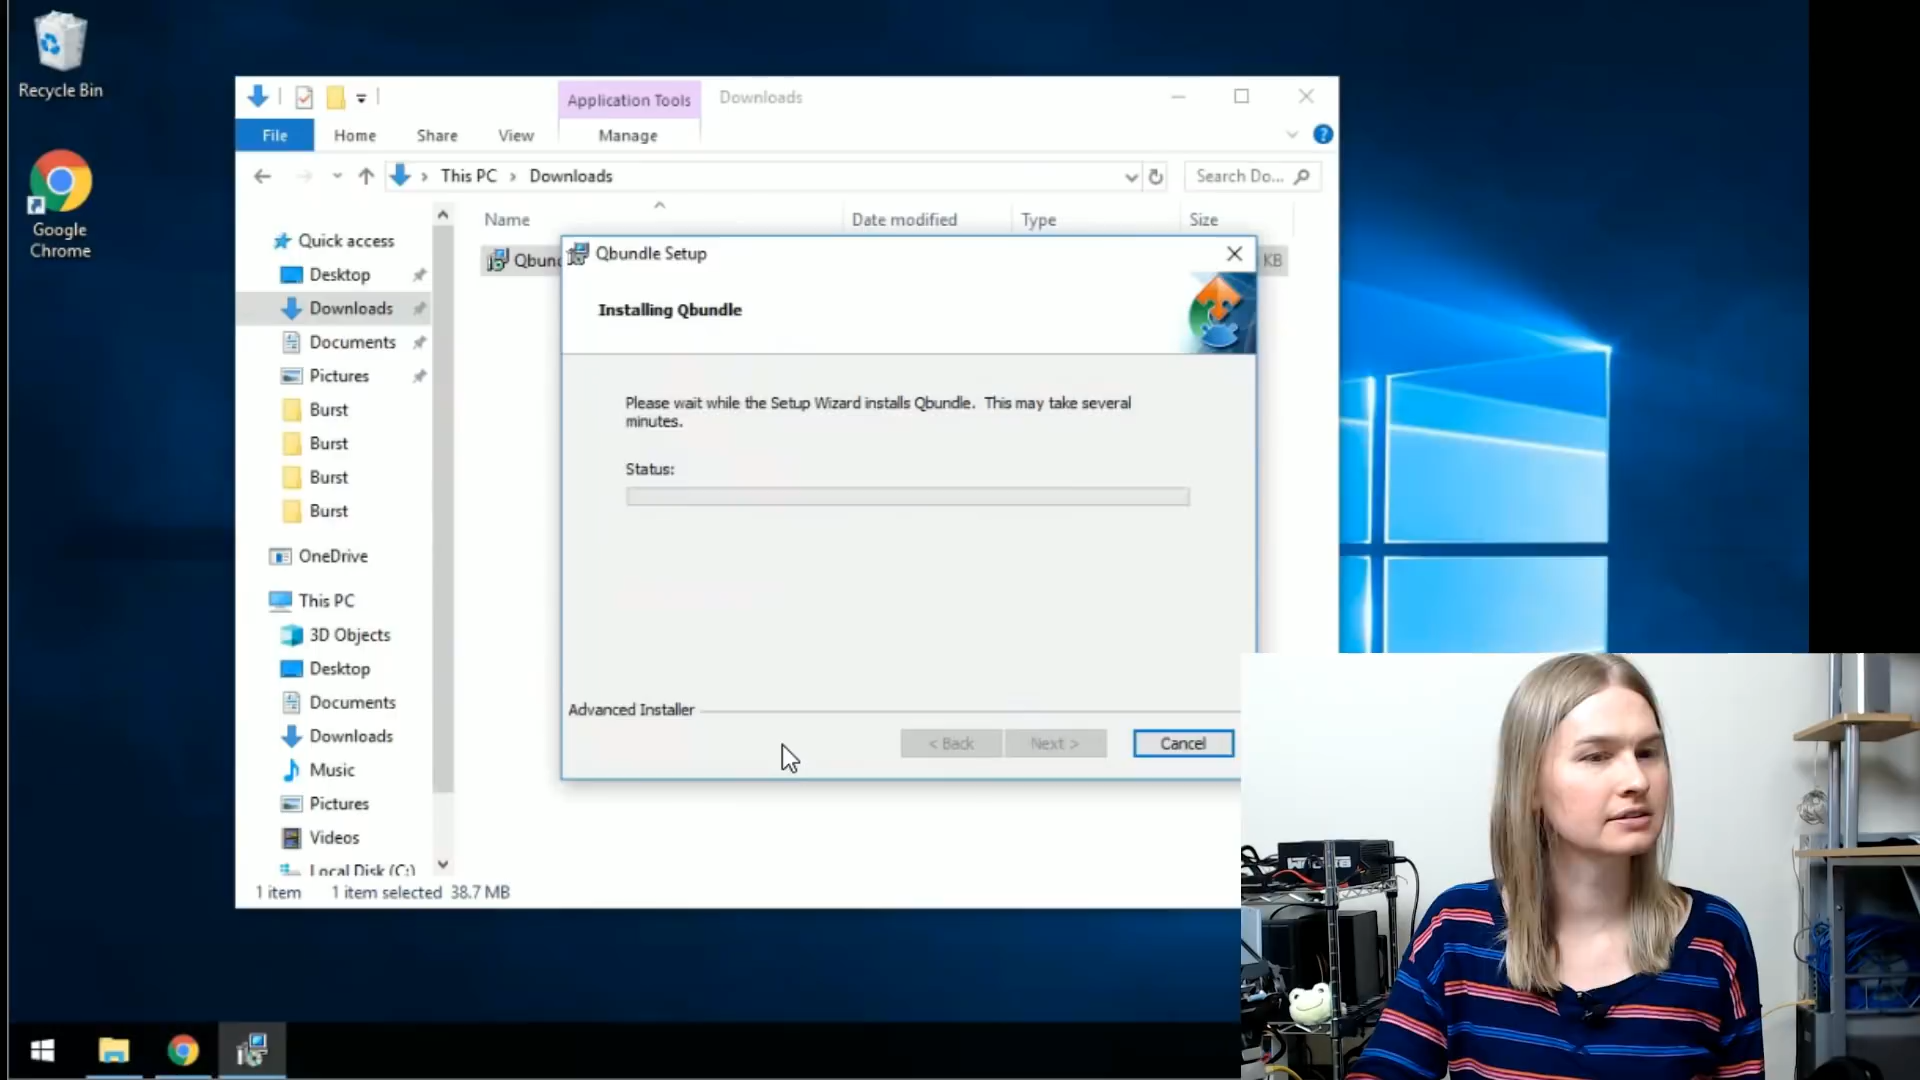 Recycle Bin
Google
Chrome
Application Tools
Downloads
File
Home
Share
View
Manage
This PC
Downloads
Search Do...
Name
Date modified
Type
Size
Quick access
Desktop
Downloads
Documents
Pictures
Burst
Burst
Burst
Burst
OneDrive
This PC
3D Objects
Desktop
Documents
Downloads
Music
Pictures
Videos
Local Disk (C:)
Qbund
KB
Qbundle Setup
Installing Qbundle
Please wait while the Setup Wizard installs Qbundle. This may take several
minutes.
Status:
Advanced Installer
< Back
Next >
Cancel
1 item
1 item selected 38.7 MB